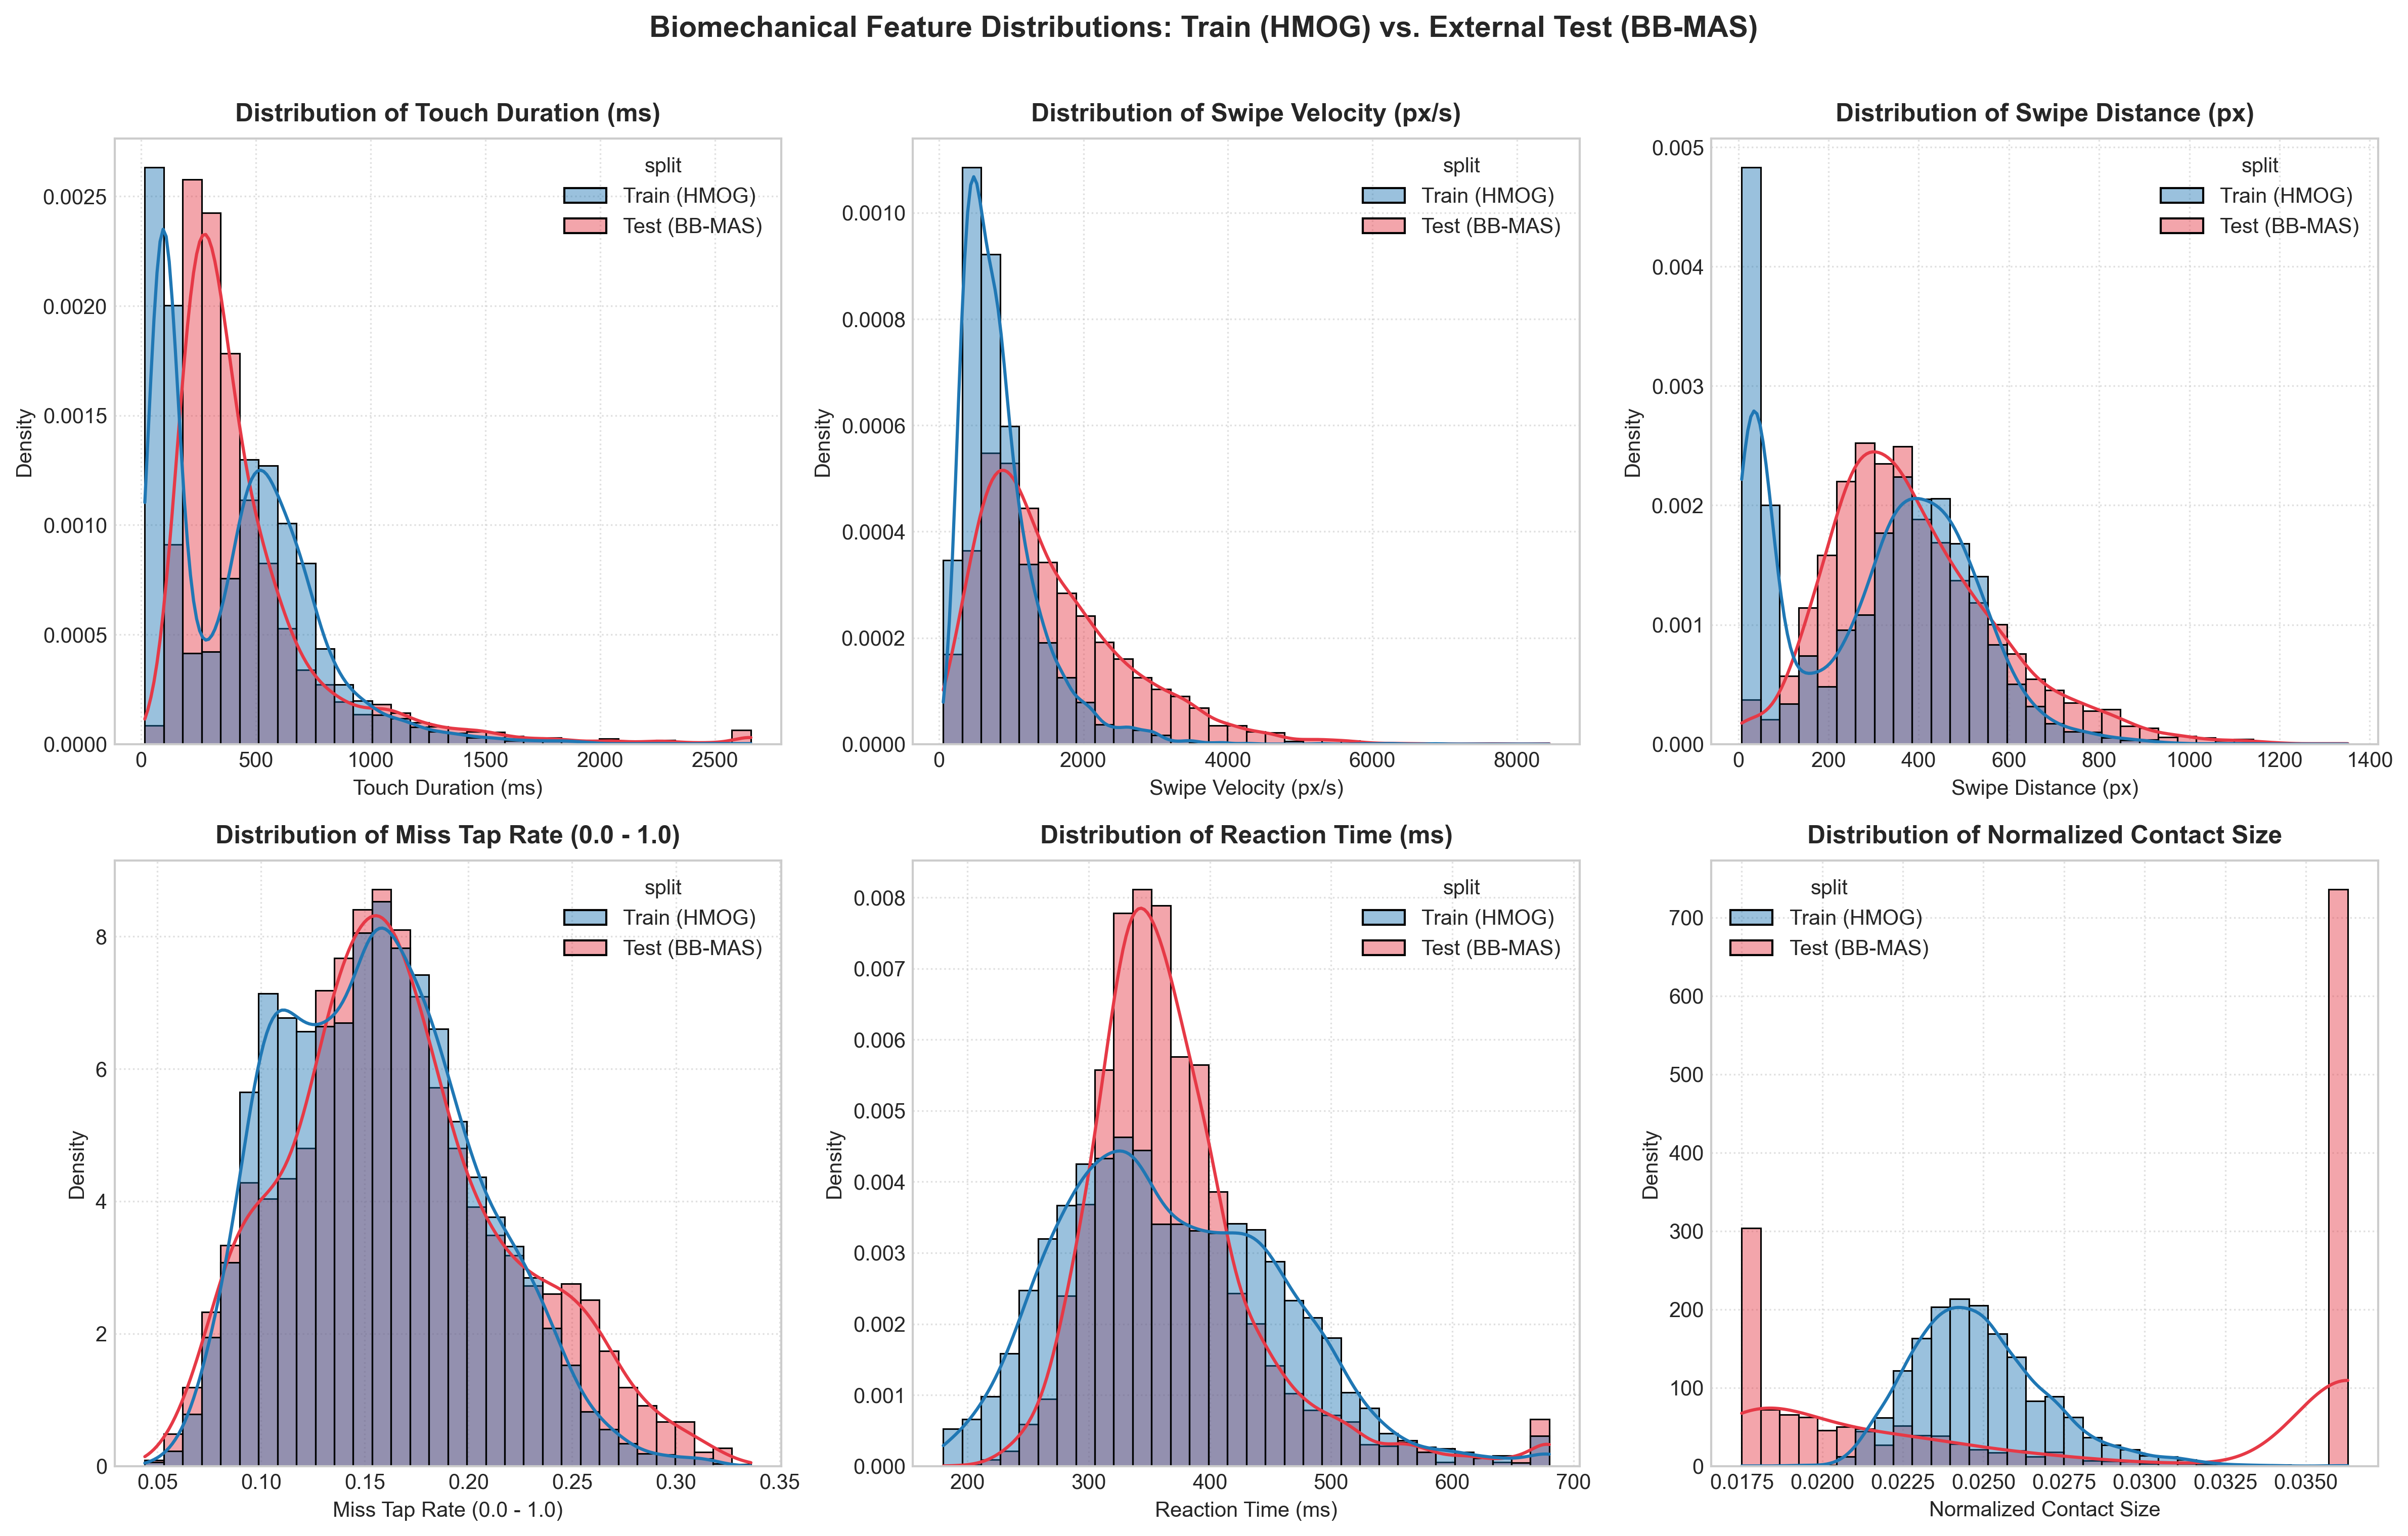 Biomechanical Feature Distributions: Train (HMOG) vs. External Test (BB-MAS)
Distribution of Touch Duration (ms)
split
Train (HMOG)
Test (BB-MAS)
Density
0.0025
0.0020
0.0015
0.0010
0.0005
0.0000
0 500 1000 1500 2000 2500
Touch Duration (ms)
Distribution of Swipe Velocity (px/s)
split
Train (HMOG)
Test (BB-MAS)
Density
0.0010
0.0008
0.0006
0.0004
0.0002
0.0000
0 2000 4000 6000 8000
Swipe Velocity (px/s)
Distribution of Swipe Distance (px)
split
Train (HMOG)
Test (BB-MAS)
Density
0.005
0.004
0.003
0.002
0.001
0.000
0 200 400 600 800 1000 1200 1400
Swipe Distance (px)
Distribution of Miss Tap Rate (0.0 - 1.0)
split
Train (HMOG)
Test (BB-MAS)
Density
8
6
4
2
0
0.05 0.10 0.15 0.20 0.25 0.30 0.35
Miss Tap Rate (0.0 - 1.0)
Distribution of Reaction Time (ms)
split
Train (HMOG)
Test (BB-MAS)
Density
0.008
0.007
0.006
0.005
0.004
0.003
0.002
0.001
0.000
200 300 400 500 600 700
Reaction Time (ms)
Distribution of Normalized Contact Size
split
Train (HMOG)
Test (BB-MAS)
Density
700
600
500
400
300
200
100
0
0.0175 0.0200 0.0225 0.0250 0.0275 0.0300 0.0325 0.0350
Normalized Contact Size